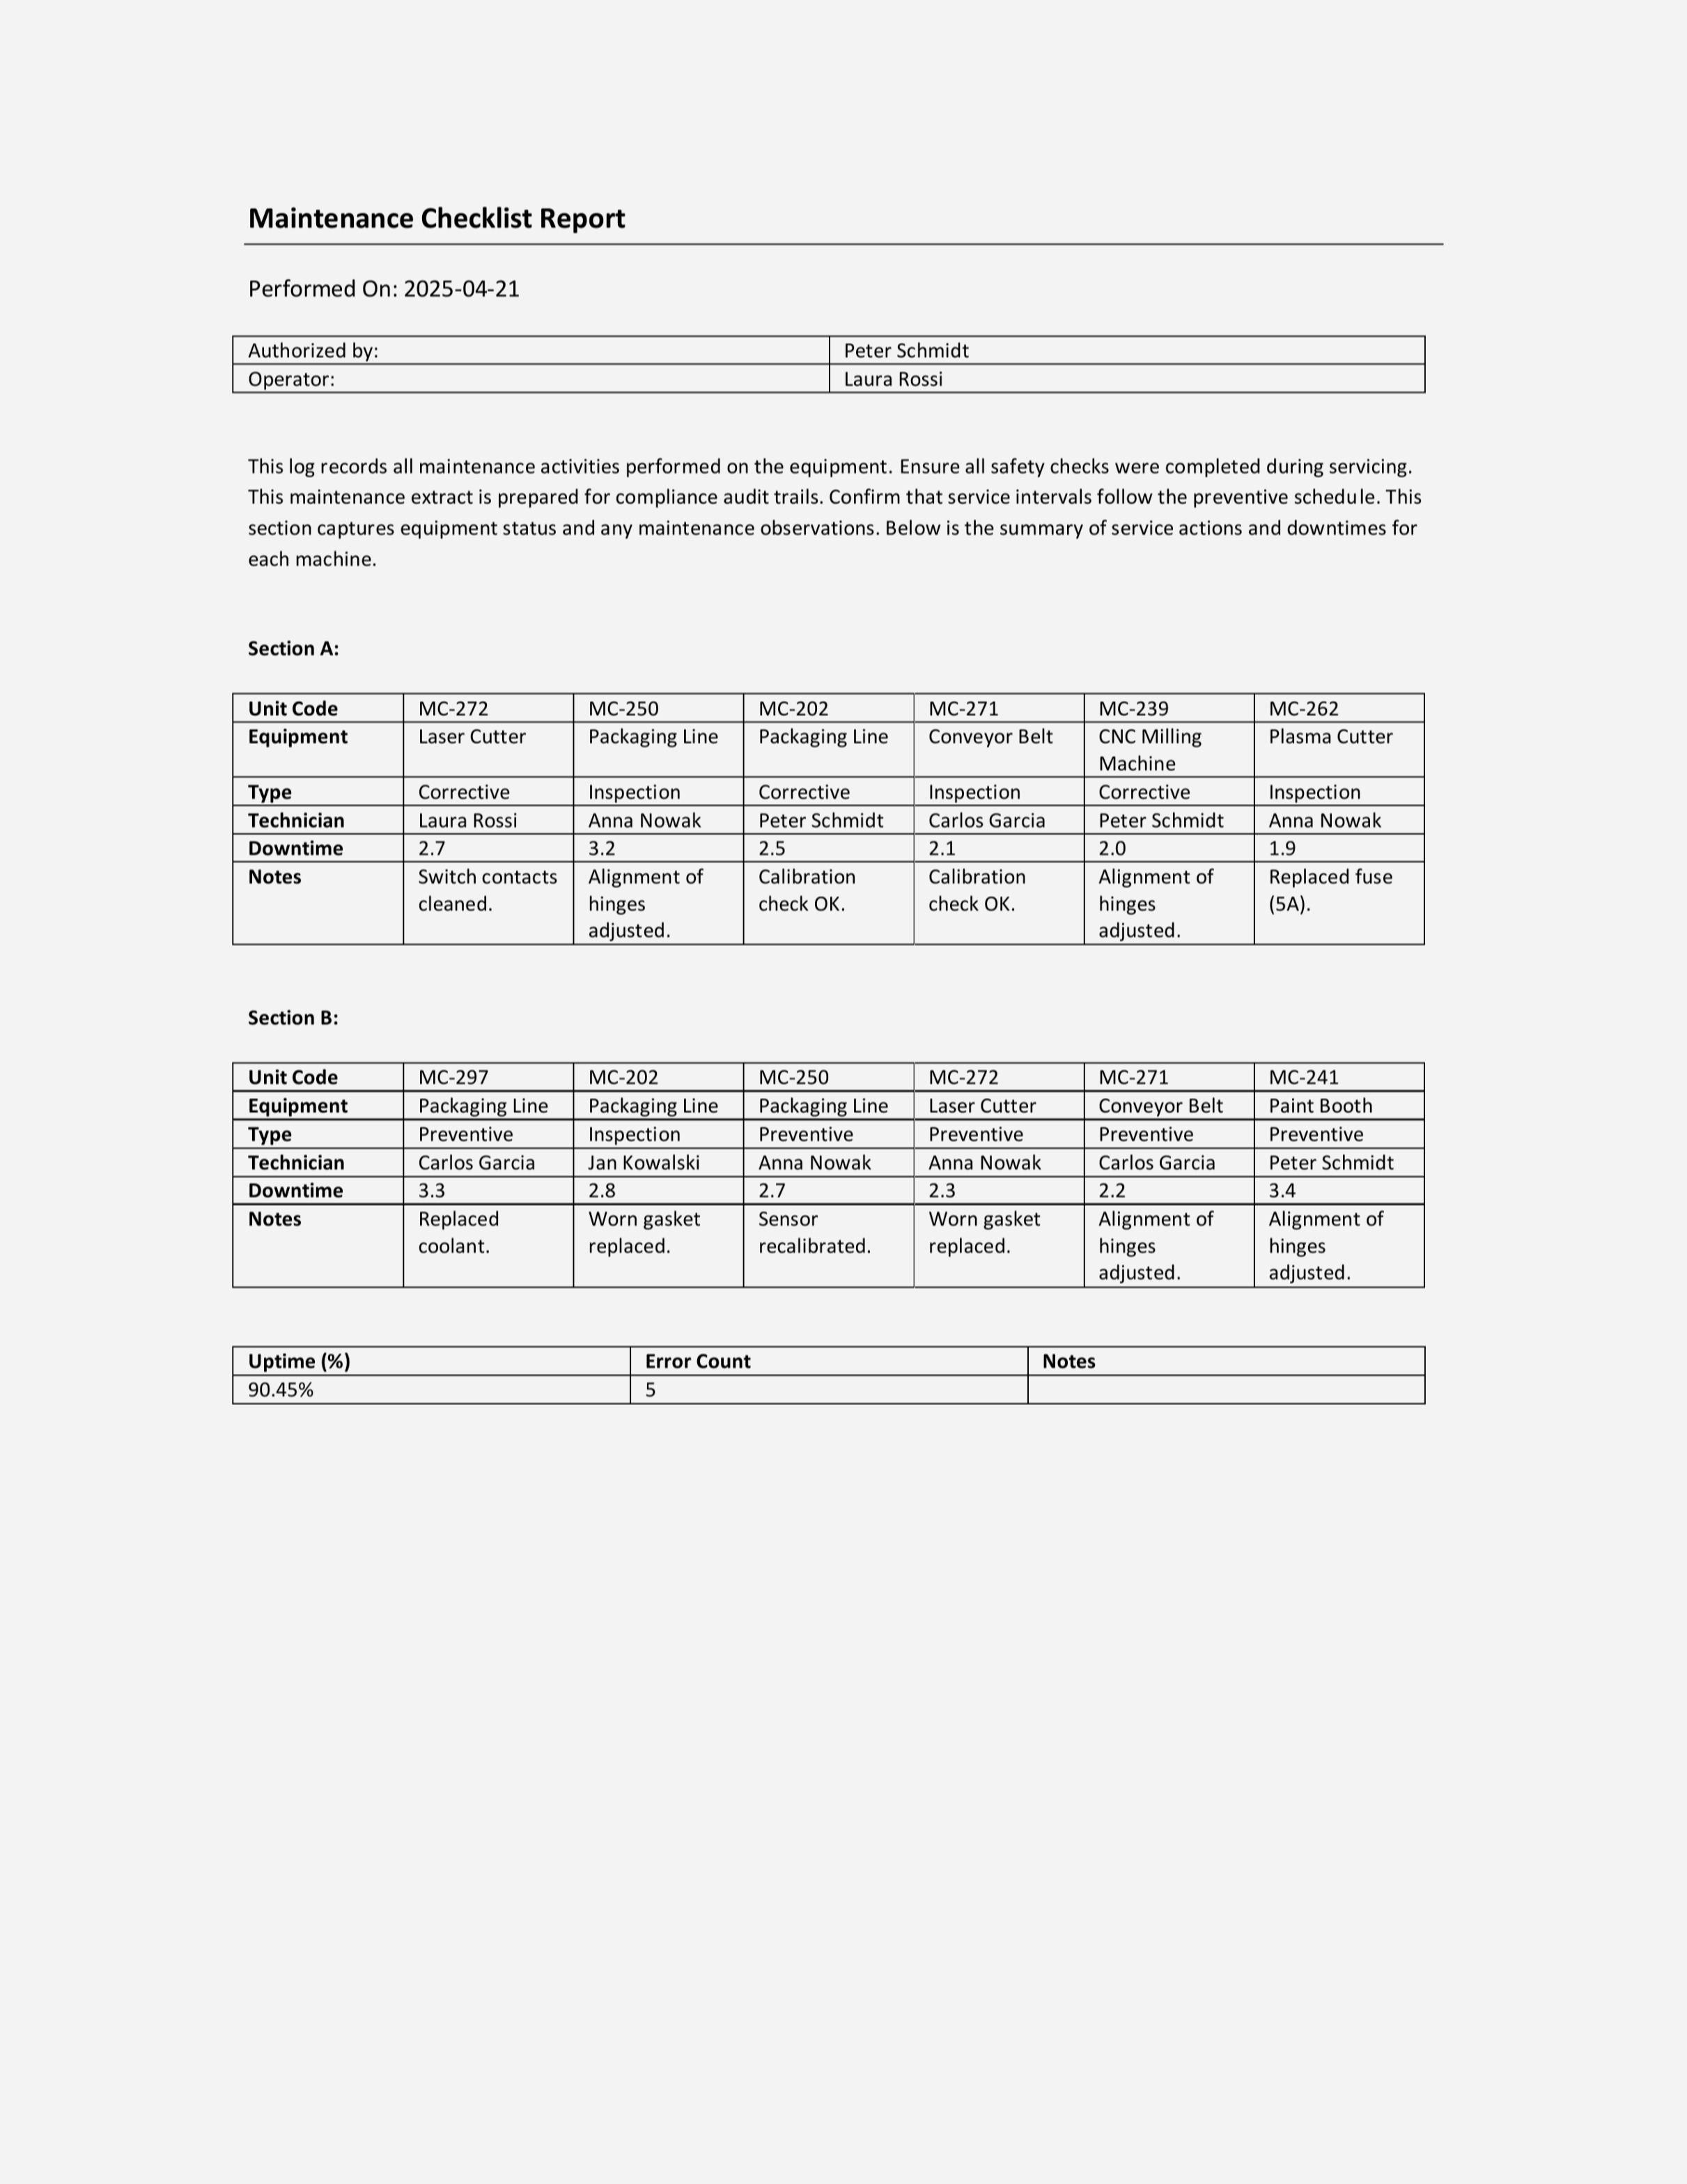 Maintenance Checklist Report
Performed On: 2025-04-21
Authorized by: Peter Schmidt
Operator: Laura Rossi
This log records all maintenance activities performed on the equipment. Ensure all safety checks were completed during servicing.
This maintenance extract is prepared for compliance audit trails. Confirm that service intervals follow the preventive schedule. This
section captures equipment status and any maintenance observations. Below is the summary of service actions and downtimes for
each machine.
Section A:
Unit Code MC-272 MC-250 MC-202 MC-271 MC-239 MC-262
Equipment Laser Cutter Packaging Line Packaging Line Conveyor Belt CNC Milling Plasma Cutter
Machine
Type Corrective Inspection Corrective Inspection Corrective Inspection
Technician Laura Rossi Anna Nowak Peter Schmidt Carlos Garcia Peter Schmidt Anna Nowak
Downtime 2.7 3.2 2.5 2.1 2.0 1.9
Notes Switch contacts Alignment of Calibration Calibration Alignment of Replaced fuse
cleaned. hinges check OK. check OK. hinges (5A).
adjusted. adjusted.
Section B:
Unit Code MC-297 MC-202 MC-250 MC-272 MC-271 MC-241
Equipment Packaging Line Packaging Line Packaging Line Laser Cutter Conveyor Belt Paint Booth
Type Preventive Inspection Preventive Preventive Preventive Preventive
Technician Carlos Garcia Jan Kowalski Anna Nowak Anna Nowak Carlos Garcia Peter Schmidt
Downtime 3.3 2.8 2.7 2.3 2.2 3.4
Notes Replaced Worn gasket Sensor Worn gasket Alignment of Alignment of
coolant. replaced. recalibrated. replaced. hinges hinges
adjusted. adjusted.
Uptime (%) Error Count Notes
90.45% 5